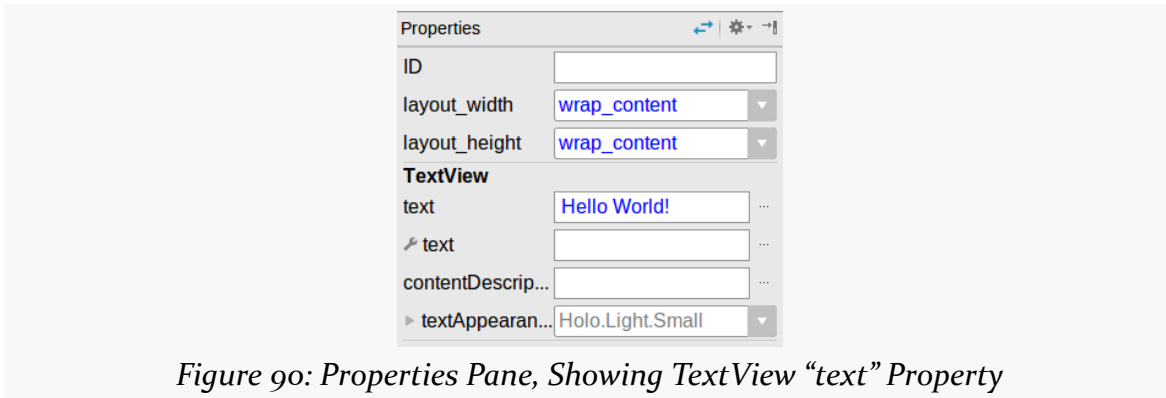 Properties
ID
layout_width wrap_content
layout_height wrap_content
TextView
text Hello World! ...
text ...
contentDescrip... ...
textAppearan... Holo.Light.Small
Figure 90: Properties Pane, Showing TextView “text” Property